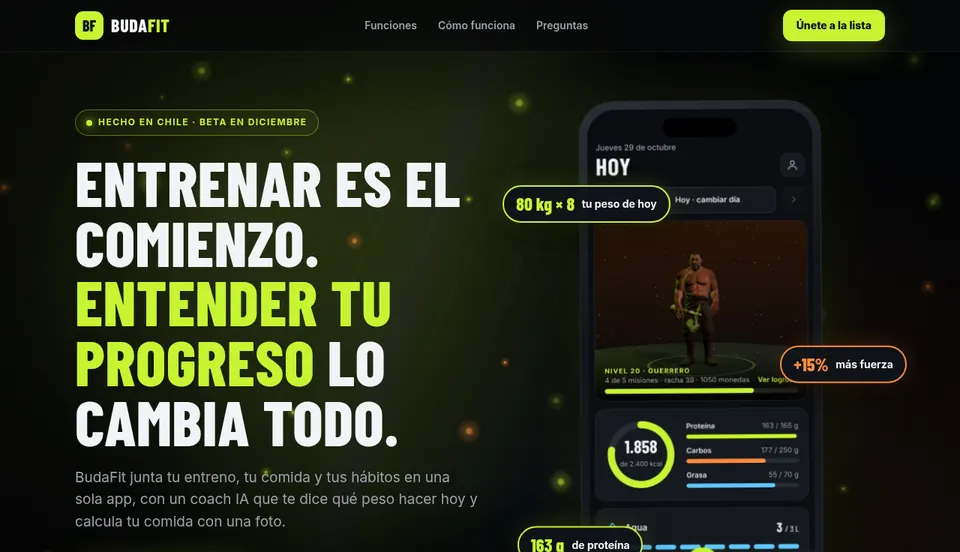 BF BUDAFIT
Funciones
Cómo funciona
Preguntas
Únete a la lista
HECHO EN CHILE · BETA EN DICIEMBRE
ENTRENAR ES EL
COMIENZO.
ENTENDER TU
PROGRESO LO
CAMBIA TODO.
BudaFit junta tu entreno, tu comida y tus hábitos en una
sola app, con un coach IA que te dice qué peso hacer hoy y
calcula tu comida con una foto.
Jueves 29 de octubre
HOY
80 kg × 8 tu peso de hoy
Hoy · cambiar día
NIVEL 20 · GUERRERO
4 de 5 misiones · racha 39 · 1050 monedas
Ver
+15% más fuerza
1.858
de 2.400 kcal
Proteína 163 / 165 g
Carbos 177 / 250 g
Grasa 55 / 70 g
Agua 3 / 3 L
163 g de proteína